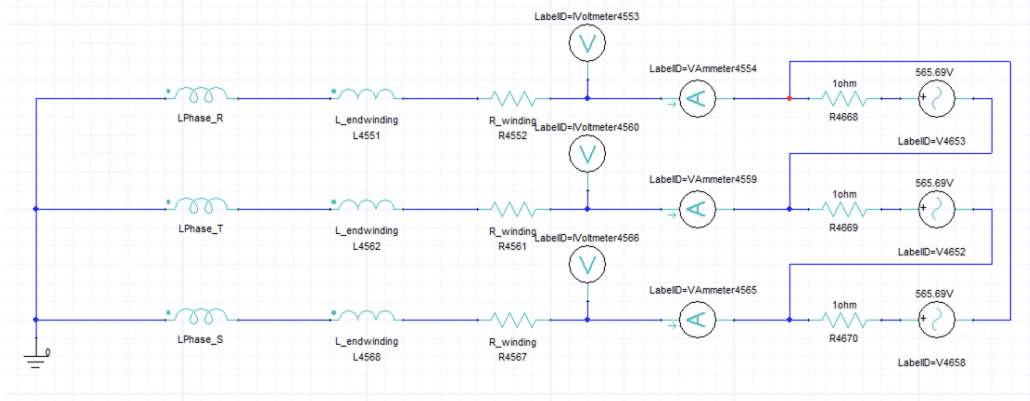 LabelID=IVoltmeter4553
V
LabelID=VAmmeter4554
A
1ohm
R4668
565.69V
+
LabelID=V4653
LPhase_R
L_endwinding
L4551
R_winding
R4552
LabelID=IVoltmeter4560
V
LabelID=VAmmeter4559
A
1ohm
R4669
565.69V
+
LabelID=V4652
LPhase_T
L_endwinding
L4562
R_winding
R4561
LabelID=IVoltmeter4566
V
LabelID=VAmmeter4565
A
1ohm
R4670
565.69V
+
LabelID=V4658
LPhase_S
L_endwinding
L4568
R_winding
R4567
0